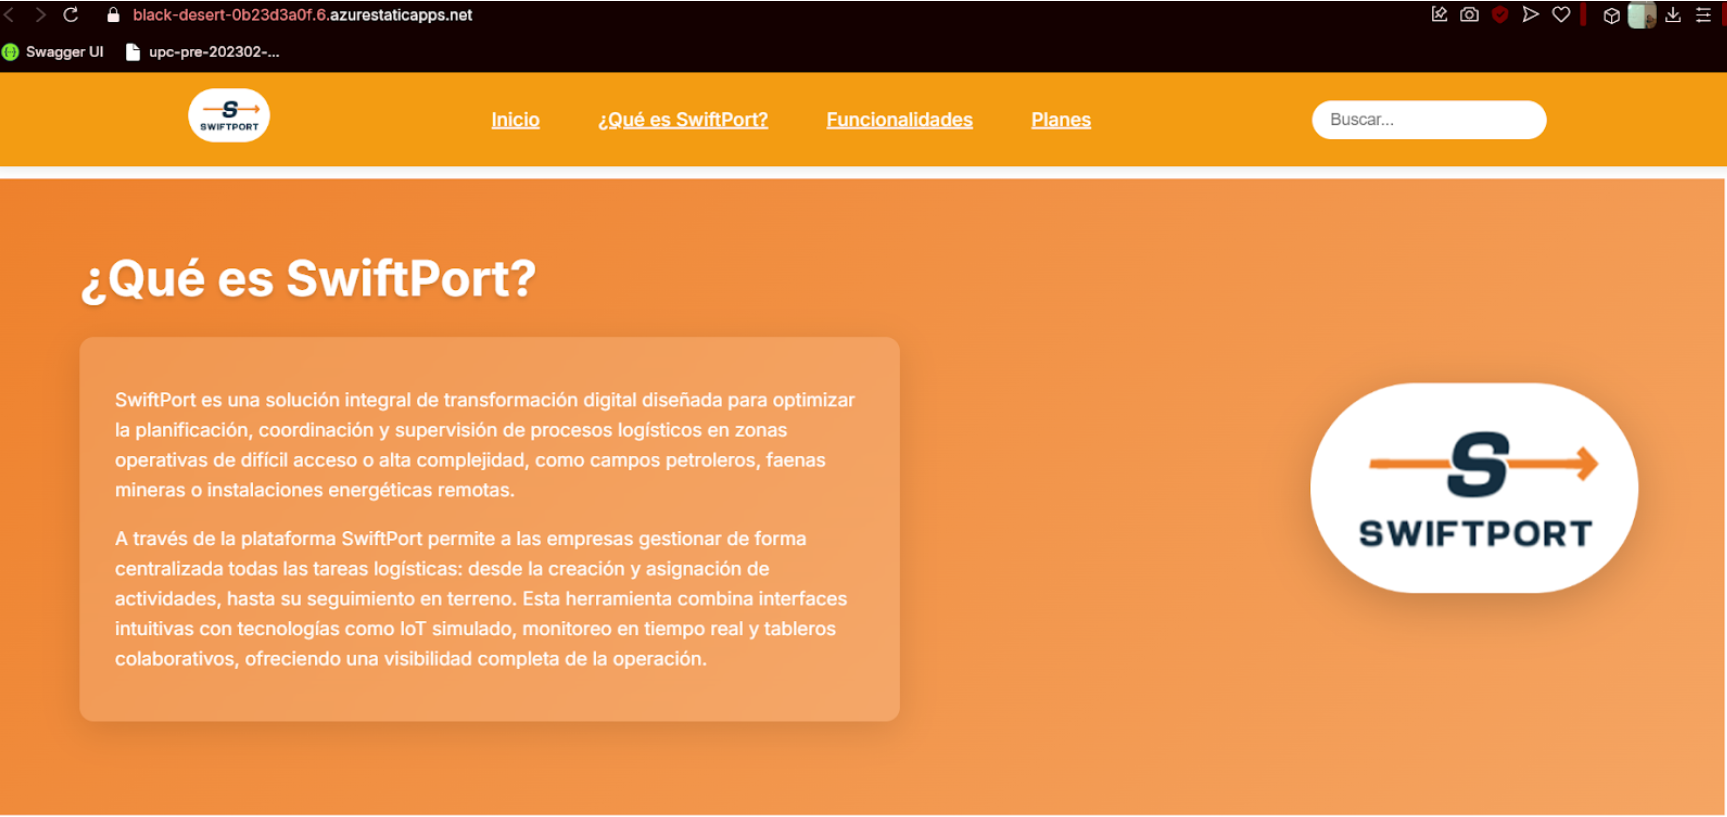 black-desert-0b23d3a0f.6.azurestaticapps.net
Swagger UI
upc-pre-202302-...
S
SWIFTPORT
Inicio
¿Qué es SwiftPort?
Funcionalidades
Planes
Buscar...
¿Qué es SwiftPort?
SwiftPort es una solución integral de transformación digital diseñada para optimizar
la planificación, coordinación y supervisión de procesos logísticos en zonas
operativas de difícil acceso o alta complejidad, como campos petroleros, faenas
mineras o instalaciones energéticas remotas.
A través de la plataforma SwiftPort permite a las empresas gestionar de forma
centralizada todas las tareas logísticas: desde la creación y asignación de
actividades, hasta su seguimiento en terreno. Esta herramienta combina interfaces
intuitivas con tecnologías como IoT simulado, monitoreo en tiempo real y tableros
colaborativos, ofreciendo una visibilidad completa de la operación.
S
SWIFTPORT